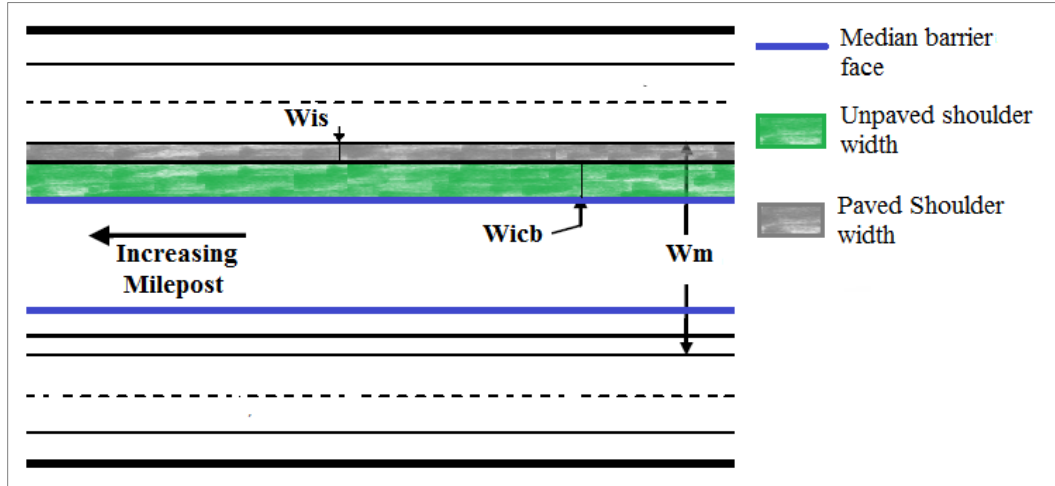 Wis
Wicb
Wm
Increasing
Milepost
Median barrier
face
Unpaved shoulder
width
Paved Shoulder
width